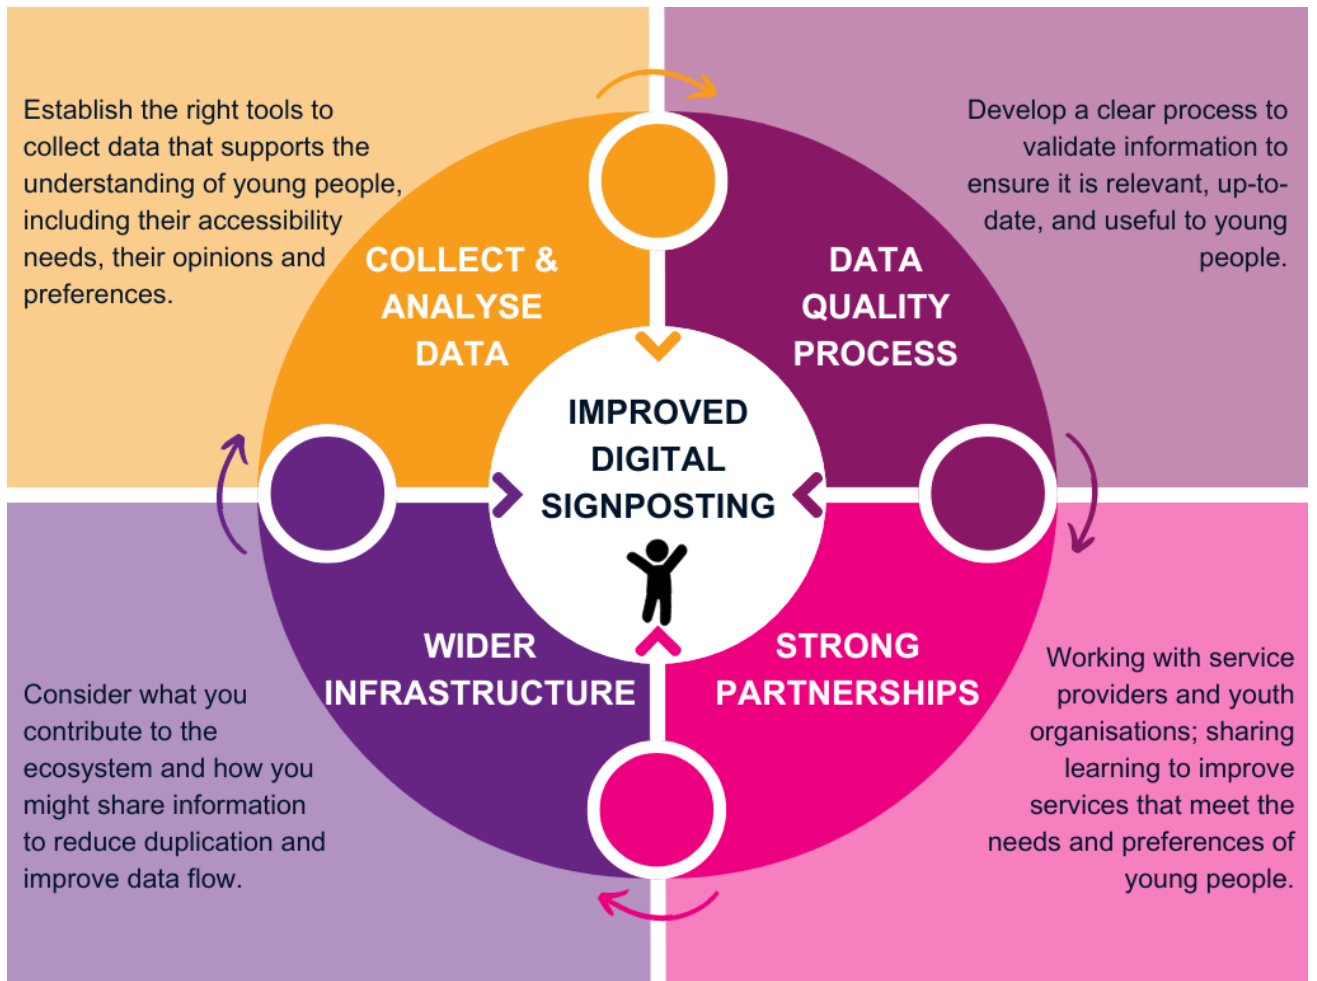 Establish the right tools to
collect data that supports the
understanding of young people,
including their accessibility
needs, their opinions and
preferences.
COLLECT &
ANALYSE
DATA
DATA
QUALITY
PROCESS
Develop a clear process to
validate information to
ensure it is relevant, up-to-
date, and useful to young
people.
IMPROVED
DIGITAL
SIGNPOSTING
Consider what you
contribute to the
ecosystem and how you
might share information
to reduce duplication and
improve data flow.
WIDER
INFRASTRUCTURE
STRONG
PARTNERSHIPS
Working with service
providers and youth
organisations; sharing
learning to improve
services that meet the
needs and preferences of
young people.